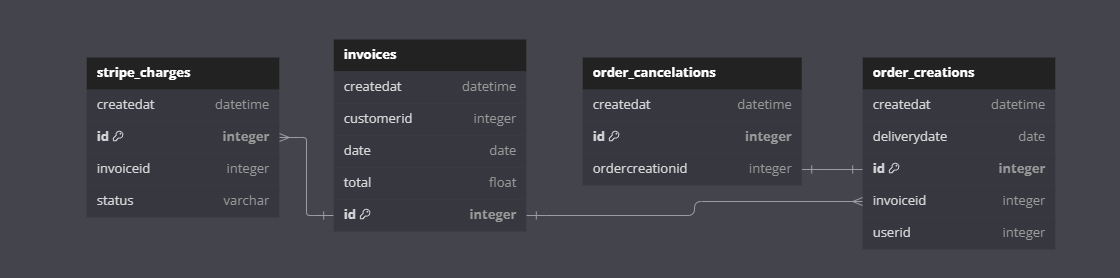 stripe_charges
createdat datetime
id integer
invoiceid integer
status varchar
invoices
createdat datetime
customerid integer
date date
total float
id integer
order_cancelations
createdat datetime
id integer
ordercreationid integer
order_creations
createdat datetime
deliverydate date
id integer
invoiceid integer
userid integer